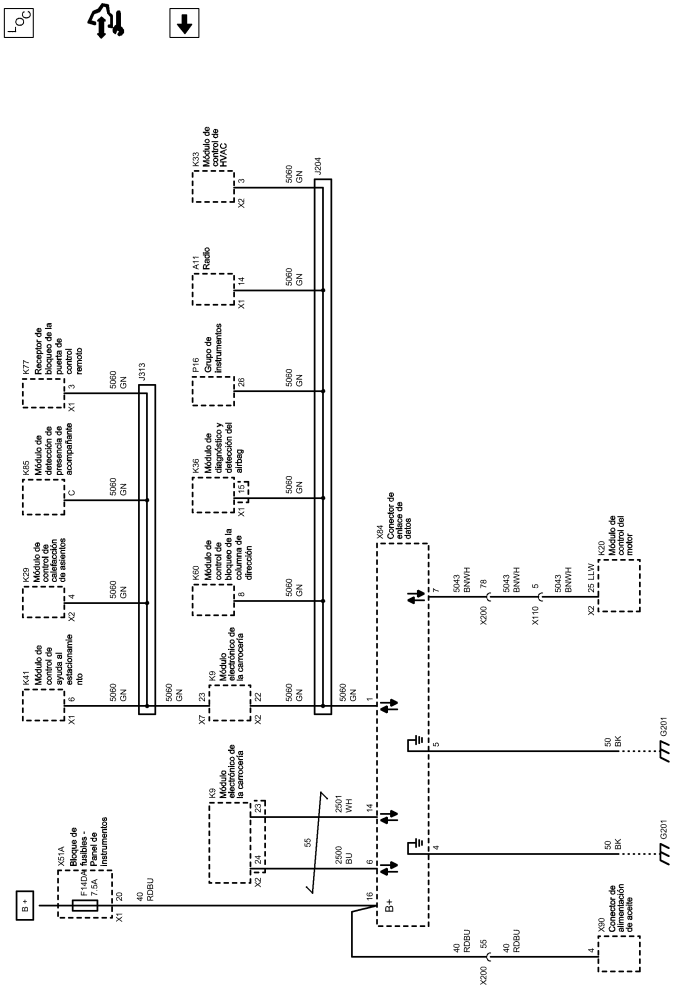 LOC
K33
Módulo de
control de
HVAC
3
X2
5060
GN
J204
A11
Radio
14
X1
5060
GN
K77
Receptor de
bloqueo de la
puerta de
control
remoto
3
X1
5060
GN
J313
P16
Grupo de
instrumentos
26
5060
GN
K85
Módulo de
detección de
presencia de
acompañante
C
5060
GN
K36
Módulo de
diagnóstico y
detección del
airbag
15
X1
5060
GN
K29
Módulo de
control de
calefacción
de asientos
4
X2
5060
GN
K60
Módulo de
control de
bloqueo de la
columna de
dirección
8
5060
GN
K41
Módulo de
control de
ayuda al
estacionamie
nto
6
X1
5060
GN
5060
GN
23
X7
K9
Módulo
electrónico de
la carrocería
22
X2
5060
GN
5060
GN
1
X84
Conector de
enlace de
datos
7
5043
BNWH
78
X200
5043
BNWH
5
X110
5043
BNWH
25 LLW
X2
K20
Módulo de
control del
motor
5
50
BK
G201
4
50
BK
G201
K9
Módulo
electrónico de
la carrocería
23
24
X2
55
2501
WH
14
2500
BU
6
B+
X51A
Bloque de
fusibles -
Panel de
instrumentos
F14DA
7.5A
20
X1
40
RDBU
16
B+
40
RDBU
55
X200
40
RDBU
4
X90
Conector de
alimentación
de aceite